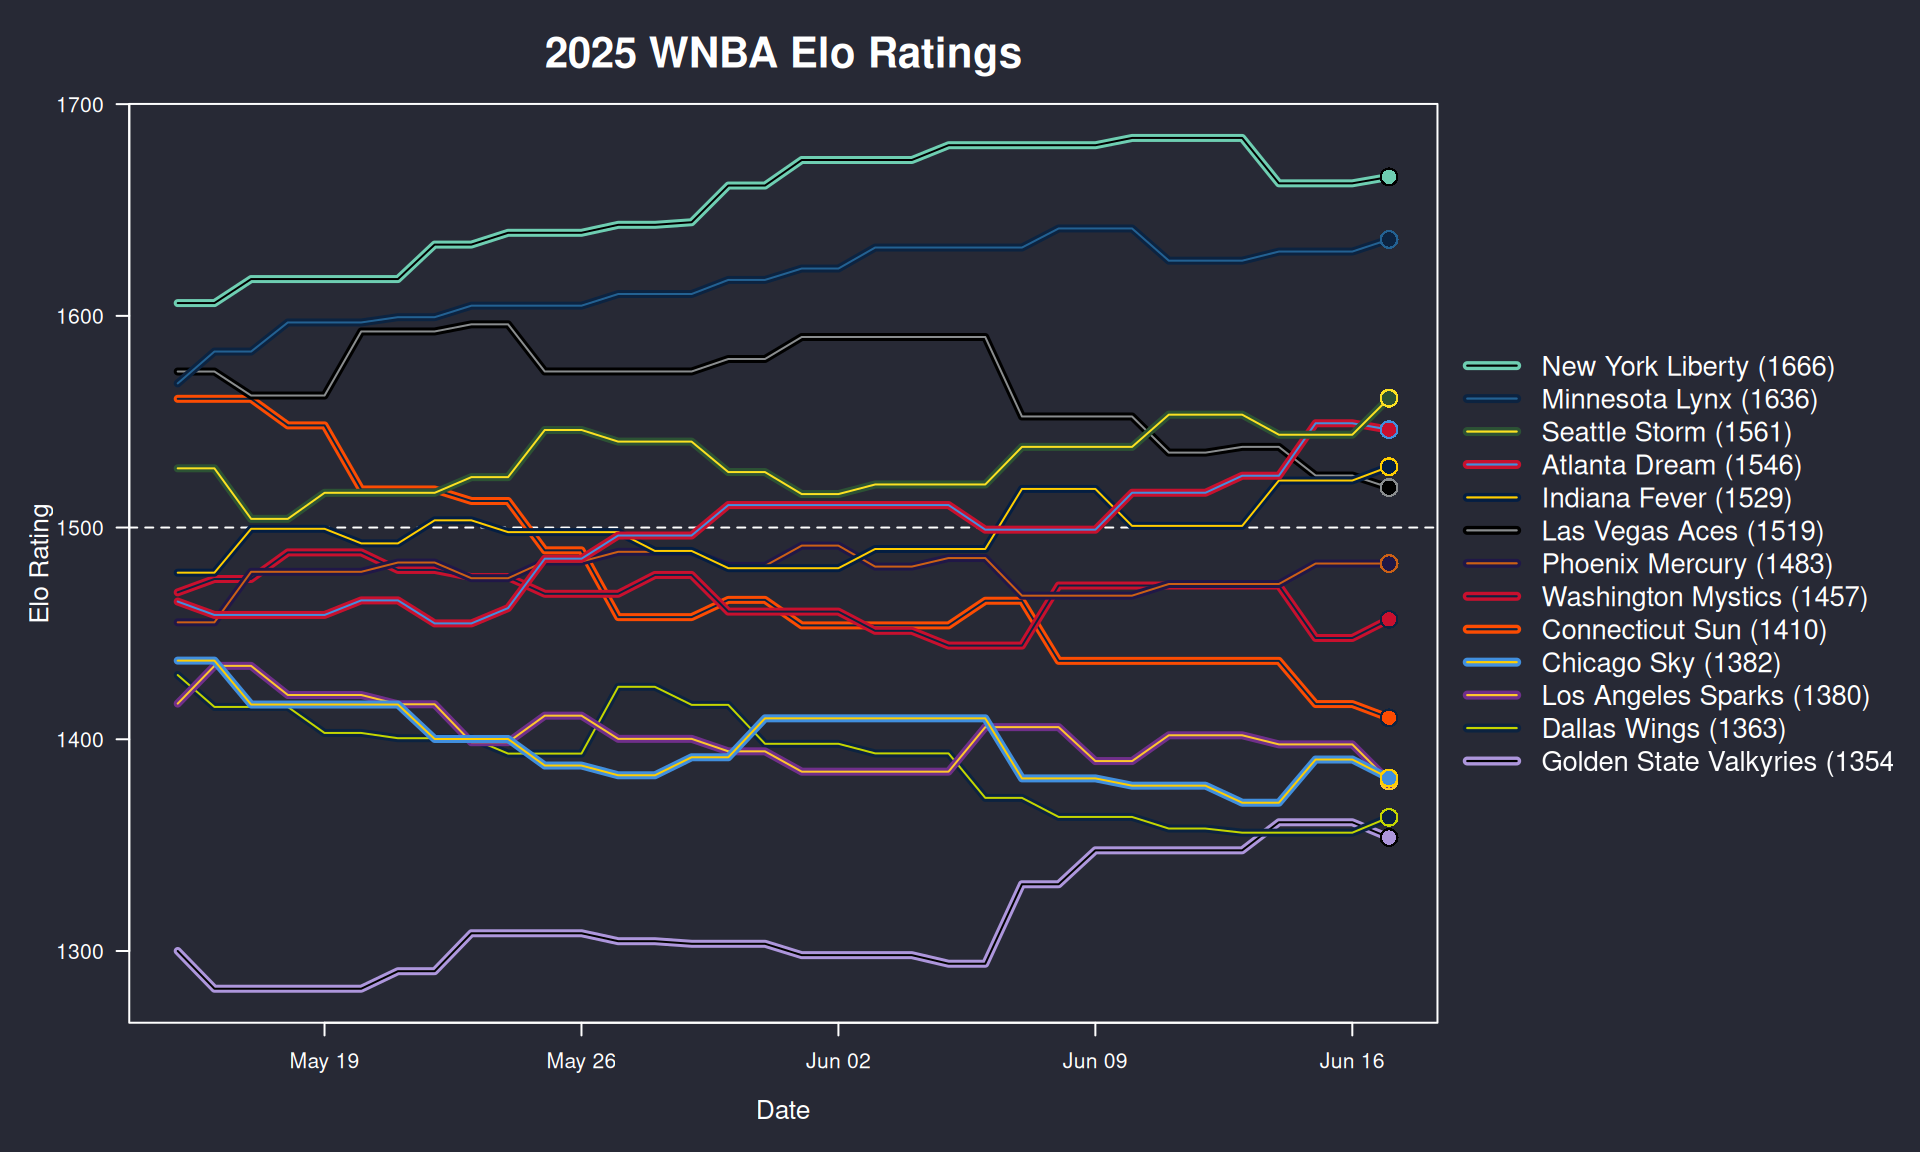 2025 WNBA Elo Ratings
1700
1600
1500
1400
1300
Elo Rating
May 19
May 26
Jun 02
Jun 09
Jun 16
Date
New York Liberty (1666)
Minnesota Lynx (1636)
Seattle Storm (1561)
Atlanta Dream (1546)
Indiana Fever (1529)
Las Vegas Aces (1519)
Phoenix Mercury (1483)
Washington Mystics (1457)
Connecticut Sun (1410)
Chicago Sky (1382)
Los Angeles Sparks (1380)
Dallas Wings (1363)
Golden State Valkyries (1354